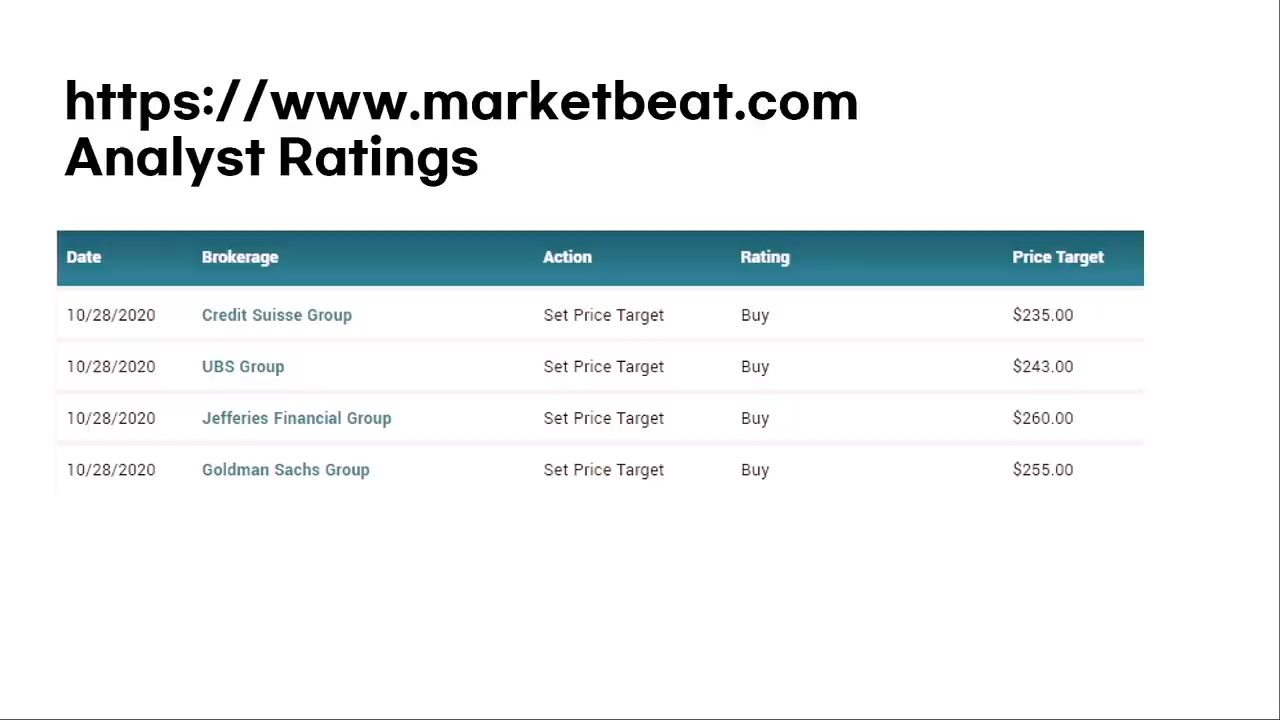 https://www.marketbeat.com
Analyst Ratings
Date Brokerage Action Rating Price Target
10/28/2020 Credit Suisse Group Set Price Target Buy $235.00
10/28/2020 UBS Group Set Price Target Buy $243.00
10/28/2020 Jefferies Financial Group Set Price Target Buy $260.00
10/28/2020 Goldman Sachs Group Set Price Target Buy $255.00